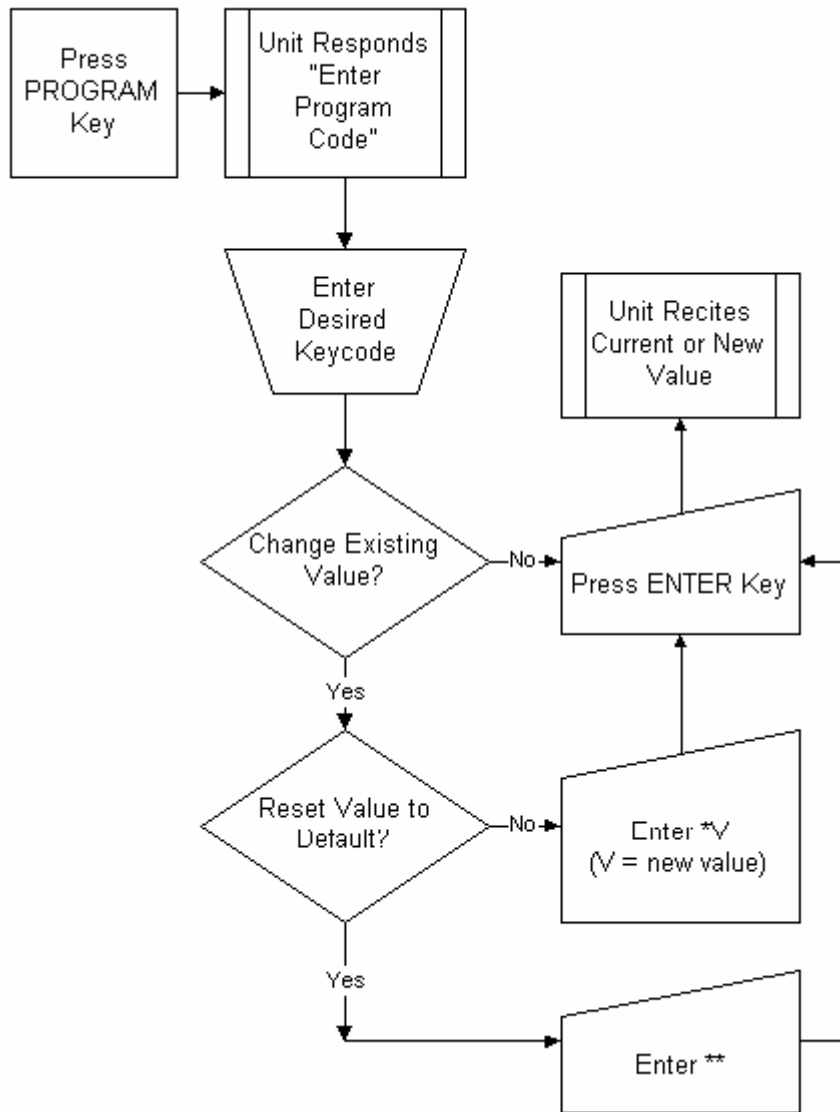 Press
PROGRAM
Key
Unit Responds
"Enter
Program
Code"
Enter
Desired
Keycode
Unit Recites
Current or New
Value
Change Existing
Value?
No
Press ENTER Key
Yes
Reset Value to
Default?
No
Enter *V
(V = new value)
Yes
Enter **